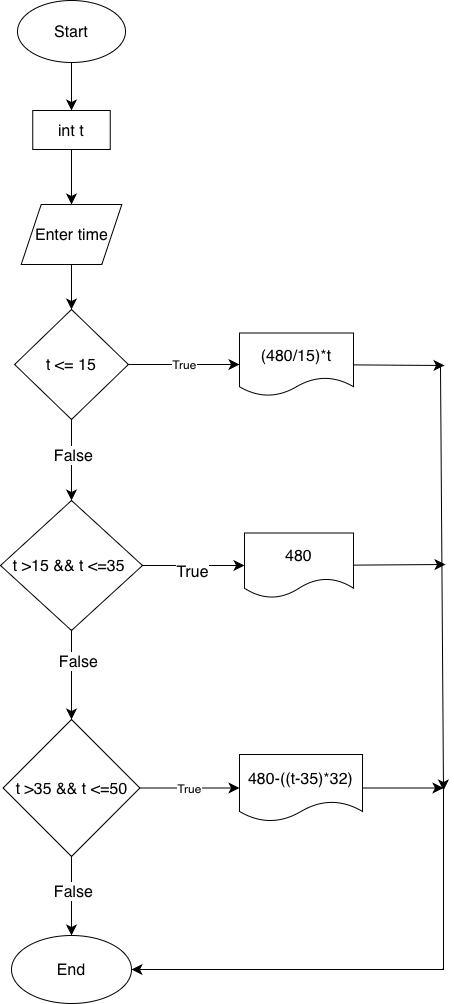 Start
int t
Enter time
t <= 15
True
(480/15)*t
False
t >15 && t <=35
True
480
False
t >35 && t <=50
True
480-((t-35)*32)
False
End